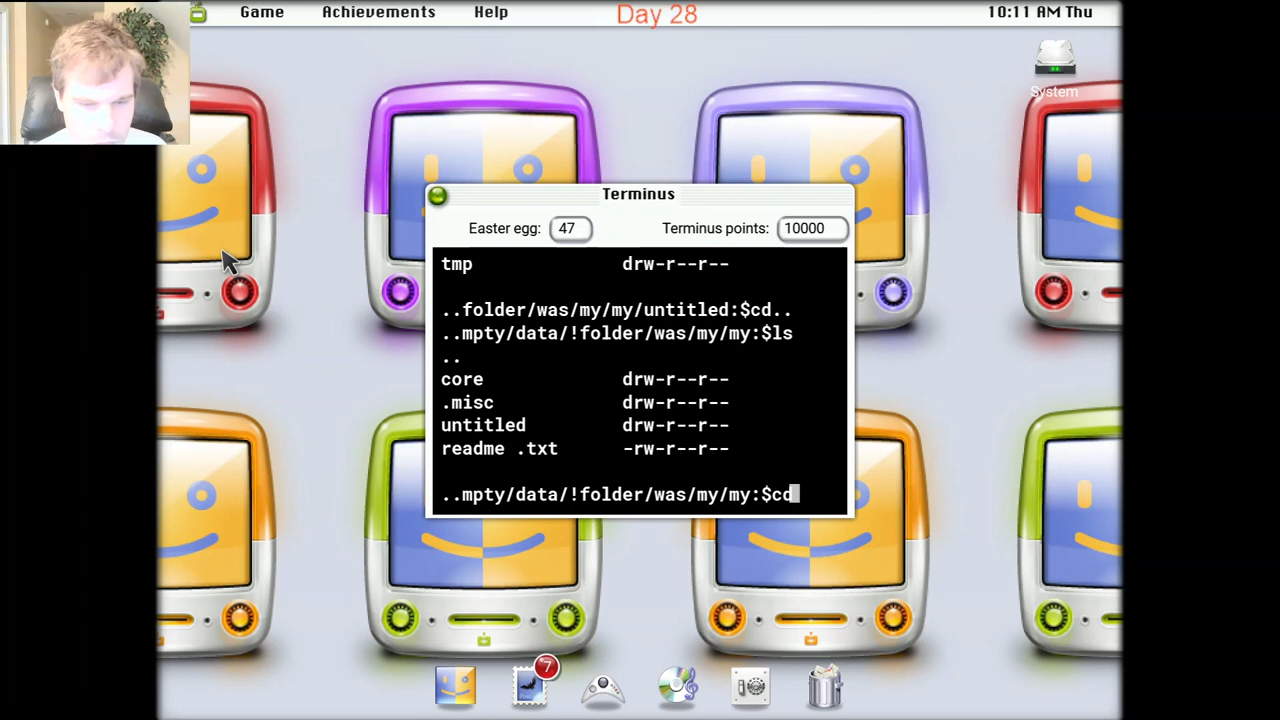 Game Achievements Help Day 28 10:11 AM Thu
System
Terminus
Easter egg: 47 Terminus points: 10000
tmp drw-r--r--
..folder/was/my/my/untitled:$cd..
..mpty/data/!folder/was/my/my:$ls
..
core drw-r--r--
.misc drw-r--r--
untitled drw-r--r--
readme .txt -rw-r--r--
..mpty/data/!folder/was/my/my:$cd
7